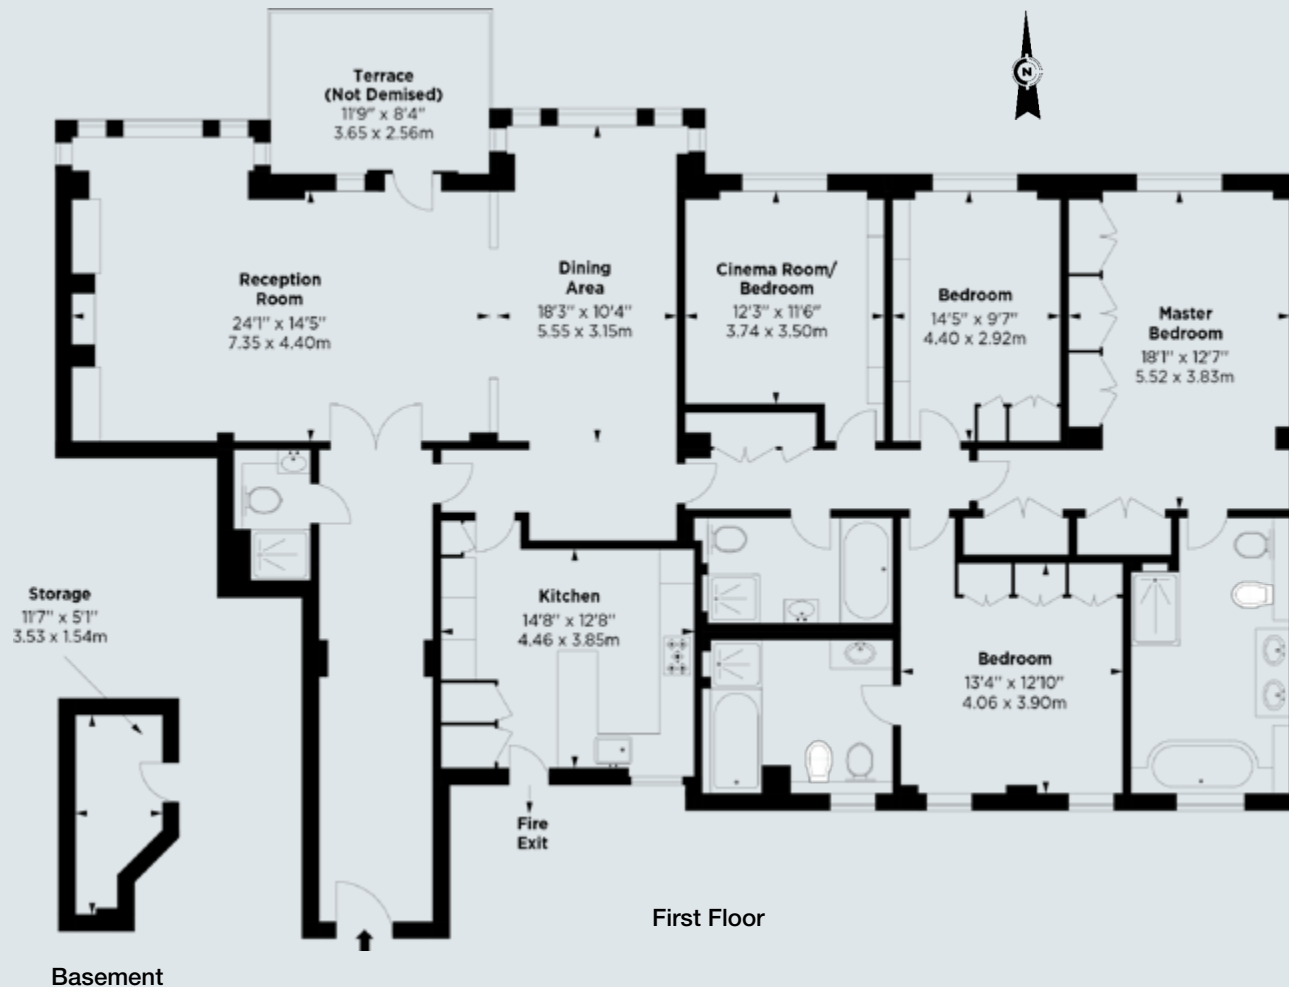 N
Terrace
(Not Demised)
11'9" x 8'4"
3.65 x 2.56m
Reception
Room
24'1" x 14'5"
7.35 x 4.40m
Dining
Area
18'3" x 10'4"
5.55 x 3.15m
Cinema Room/
Bedroom
12'3" x 11'6"
3.74 x 3.50m
Bedroom
14'5" x 9'7"
4.40 x 2.92m
Master
Bedroom
18'1" x 12'7"
5.52 x 3.83m
Storage
11'7" x 5'1"
3.53 x 1.54m
Kitchen
14'8" x 12'8"
4.46 x 3.85m
Bedroom
13'4" x 12'10"
4.06 x 3.90m
Fire
Exit
First Floor
Basement